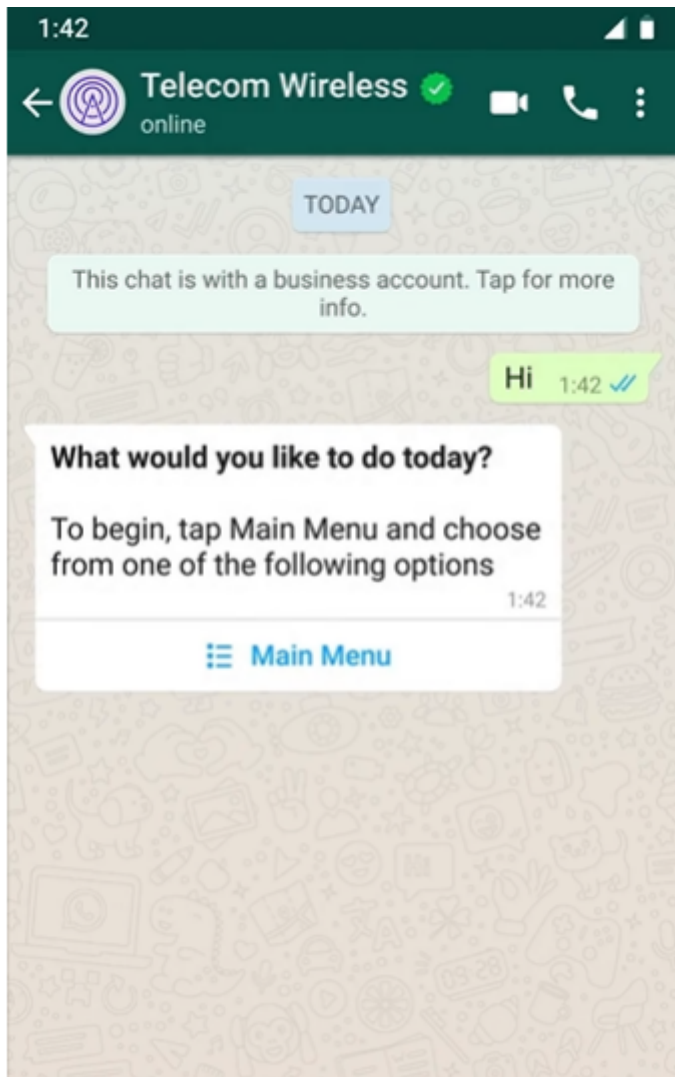 1:42
Telecom Wireless
online
TODAY
This chat is with a business account. Tap for more
info.
Hi 1:42
What would you like to do today?
To begin, tap Main Menu and choose
from one of the following options
1:42
Main Menu